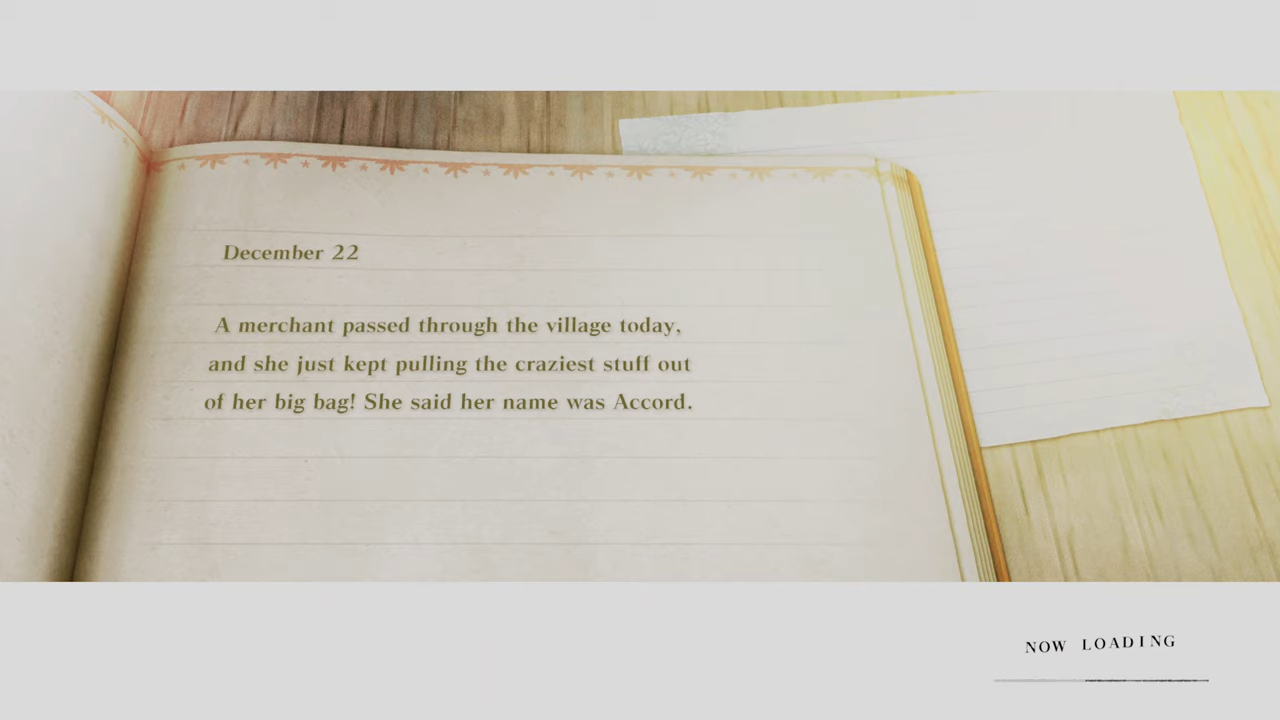 December 22
A merchant passed through the village today,
and she just kept pulling the craziest stuff out
of her big bag! She said her name was Accord.
NOW LOADING